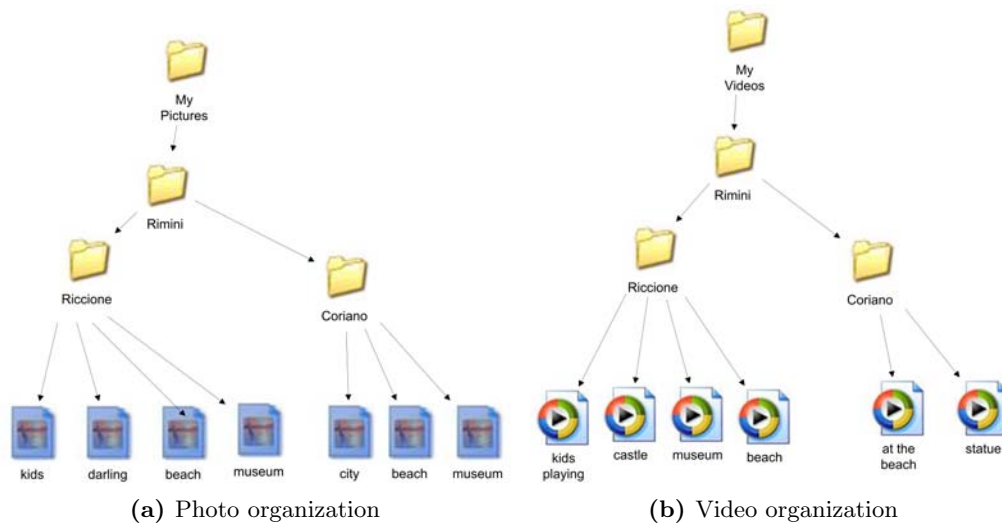 My
Pictures
Rimini
Riccione
Coriano
kids
darling
beach
museum
city
beach
museum
(a) Photo organization
My
Videos
Rimini
Riccione
Coriano
kids
playing
castle
museum
beach
at the
beach
statue
(b) Video organization